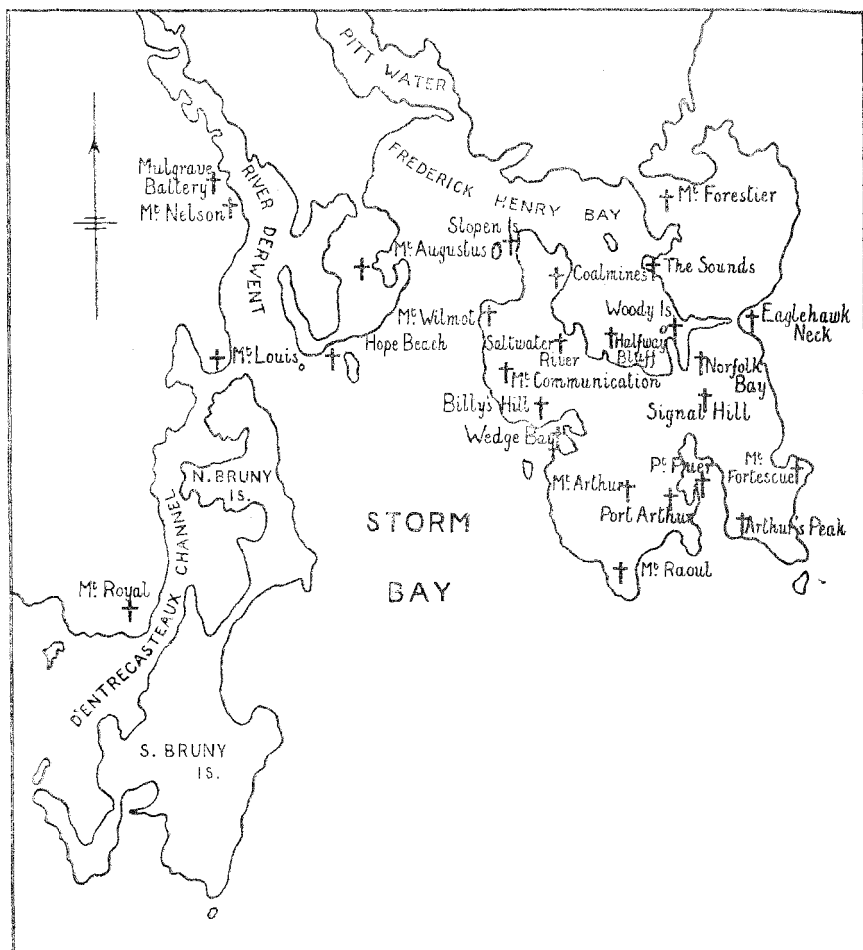 PITT WATER
FREDERICK HENRY BAY
Mulgrave
Battery
Mt. Nelson
RIVER DERWENT
Mt. Forestier
Slopen Is.
Mt. Augustus
Coalmines
The Sounds
Woody Is.
Eaglehawk
Neck
Mt. Wilmot
Hope Beach
Saltwater
River
Halfway
Bluff
Mt. Louis
Norfolk
Bay
Mt. Communication
Billy's Hill
Signal Hill
Wedge Bay
N. BRUNY
IS.
Mt. Arthur
Pt. Puer
Mt.
Fortescue
Port Arthur
Arthur's Peak
STORM
BAY
Mt. Raoul
Mt. Royal
D'ENTRECASTEAUX CHANNEL
S. BRUNY
IS.